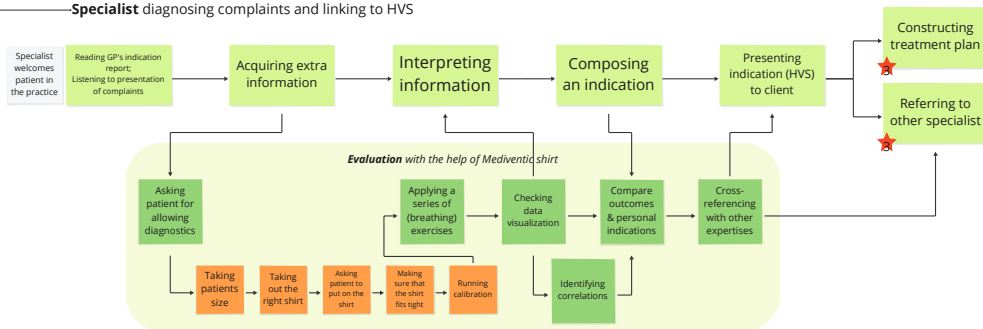 Specialist diagnosing complaints and linking to HVS
Specialist
welcomes
patient in
the practice
Reading GP's indication
report;
Listening to presentation
of complaints
Acquiring extra
information
Interpreting
information
Composing
an indication
Presenting
indication (HVS)
to client
Constructing
treatment plan
3
Referring to
other specialist
3
Evaluation with the help of Mediventic shirt
Asking
patient for
allowing
diagnostics
Applying a
series of
(breathing)
exercises
Checking
data
visualization
Compare
outcomes
& personal
indications
Cross-
referencing
with other
expertises
Taking
patients
size
Taking
out the
right shirt
Asking
patient to
put on the
shirt
Making
sure that
the shirt
fits tight
Running
calibration
Identifying
correlations